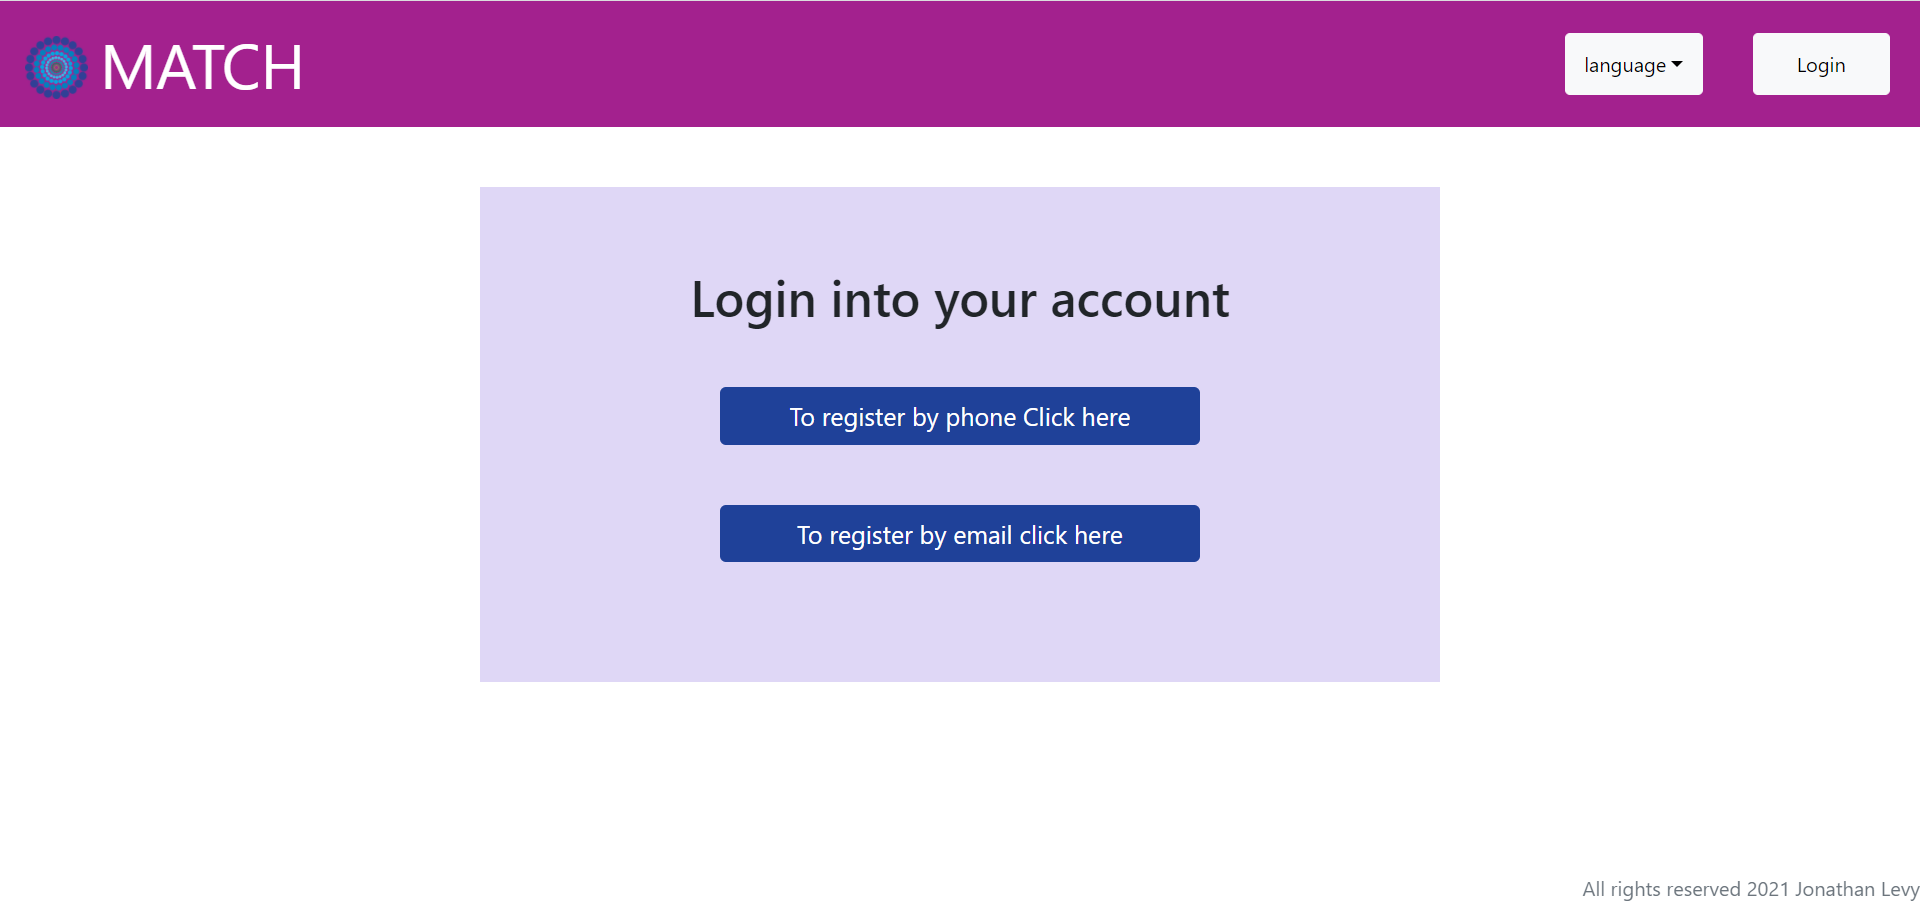 MATCH
language
Login
Login into your account
To register by phone Click here
To register by email click here
All rights reserved 2021 Jonathan Levy